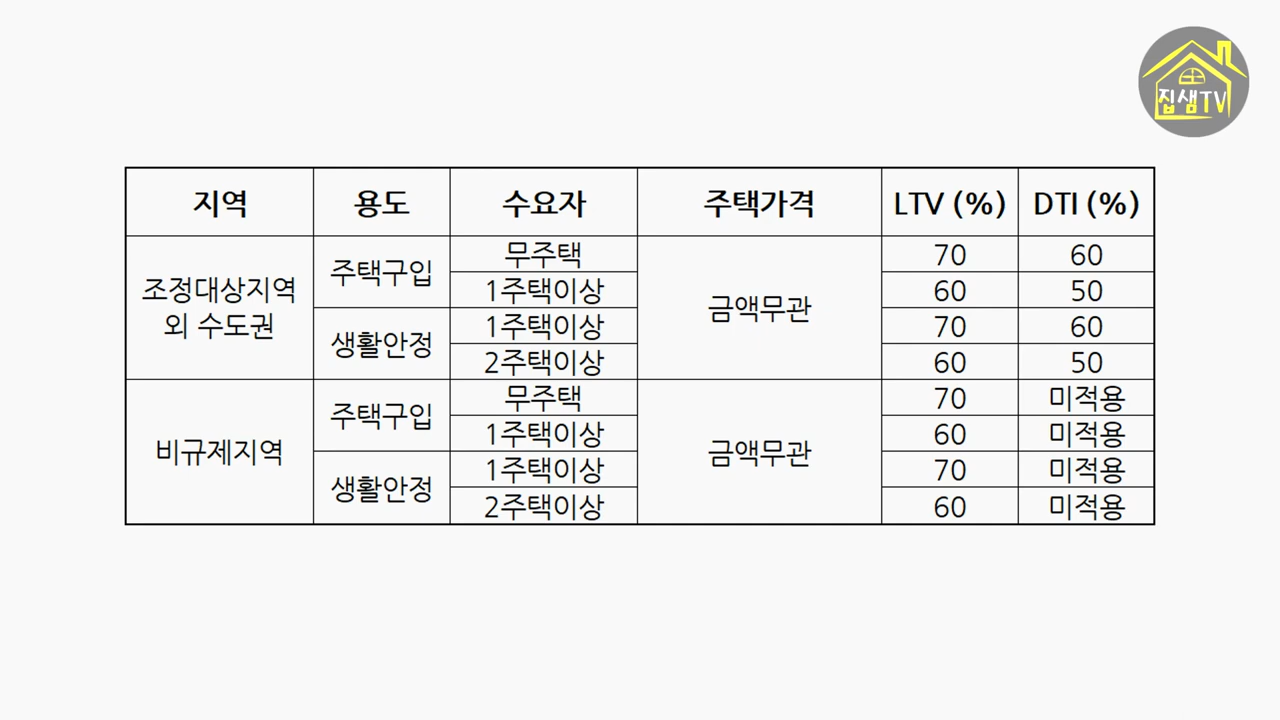 집샘TV
지역 용도 수요자 주택가격 LTV (%) DTI (%)
조정대상지역
외 수도권
주택구입
무주택
금액무관
70 60
1주택이상 60 50
생활안정
1주택이상 70 60
2주택이상 60 50
비규제지역
주택구입
무주택
금액무관
70 미적용
1주택이상 60 미적용
생활안정
1주택이상 70 미적용
2주택이상 60 미적용